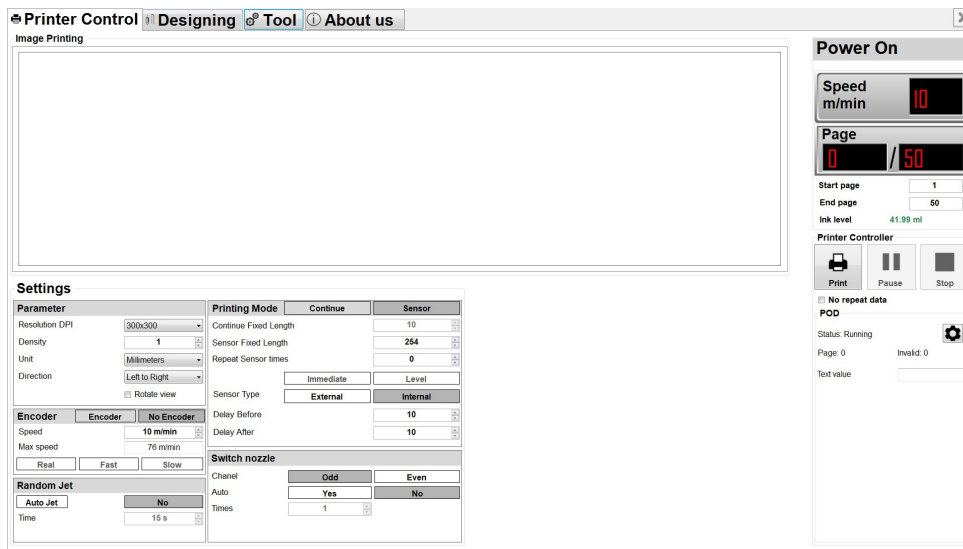 Printer Control Designing Tool About us
Image Printing
Power On
Speed
m/min
10
Page
0 / 50
Start page 1
End page 50
Ink level 41.99 ml
Printer Controller
Print Pause Stop
No repeat data
POD
Status: Running
Page: 0 Invalid: 0
Text value
Settings
Parameter
Resolution DPI 300x300
Density 1
Unit Millimeters
Direction Left to Right
Rotate view
Encoder Encoder No Encoder
Speed 10 m/min
Max speed 76 m/min
Real Fast Slow
Random Jet
Auto Jet No
Time 15 s
Printing Mode Continue Sensor
Continue Fixed Length 10
Sensor Fixed Length 254
Repeat Sensor times 0
Immediate Level
Sensor Type External Internal
Delay Before 10
Delay After 10
Switch nozzle
Chanel Odd Even
Auto Yes No
Times 1